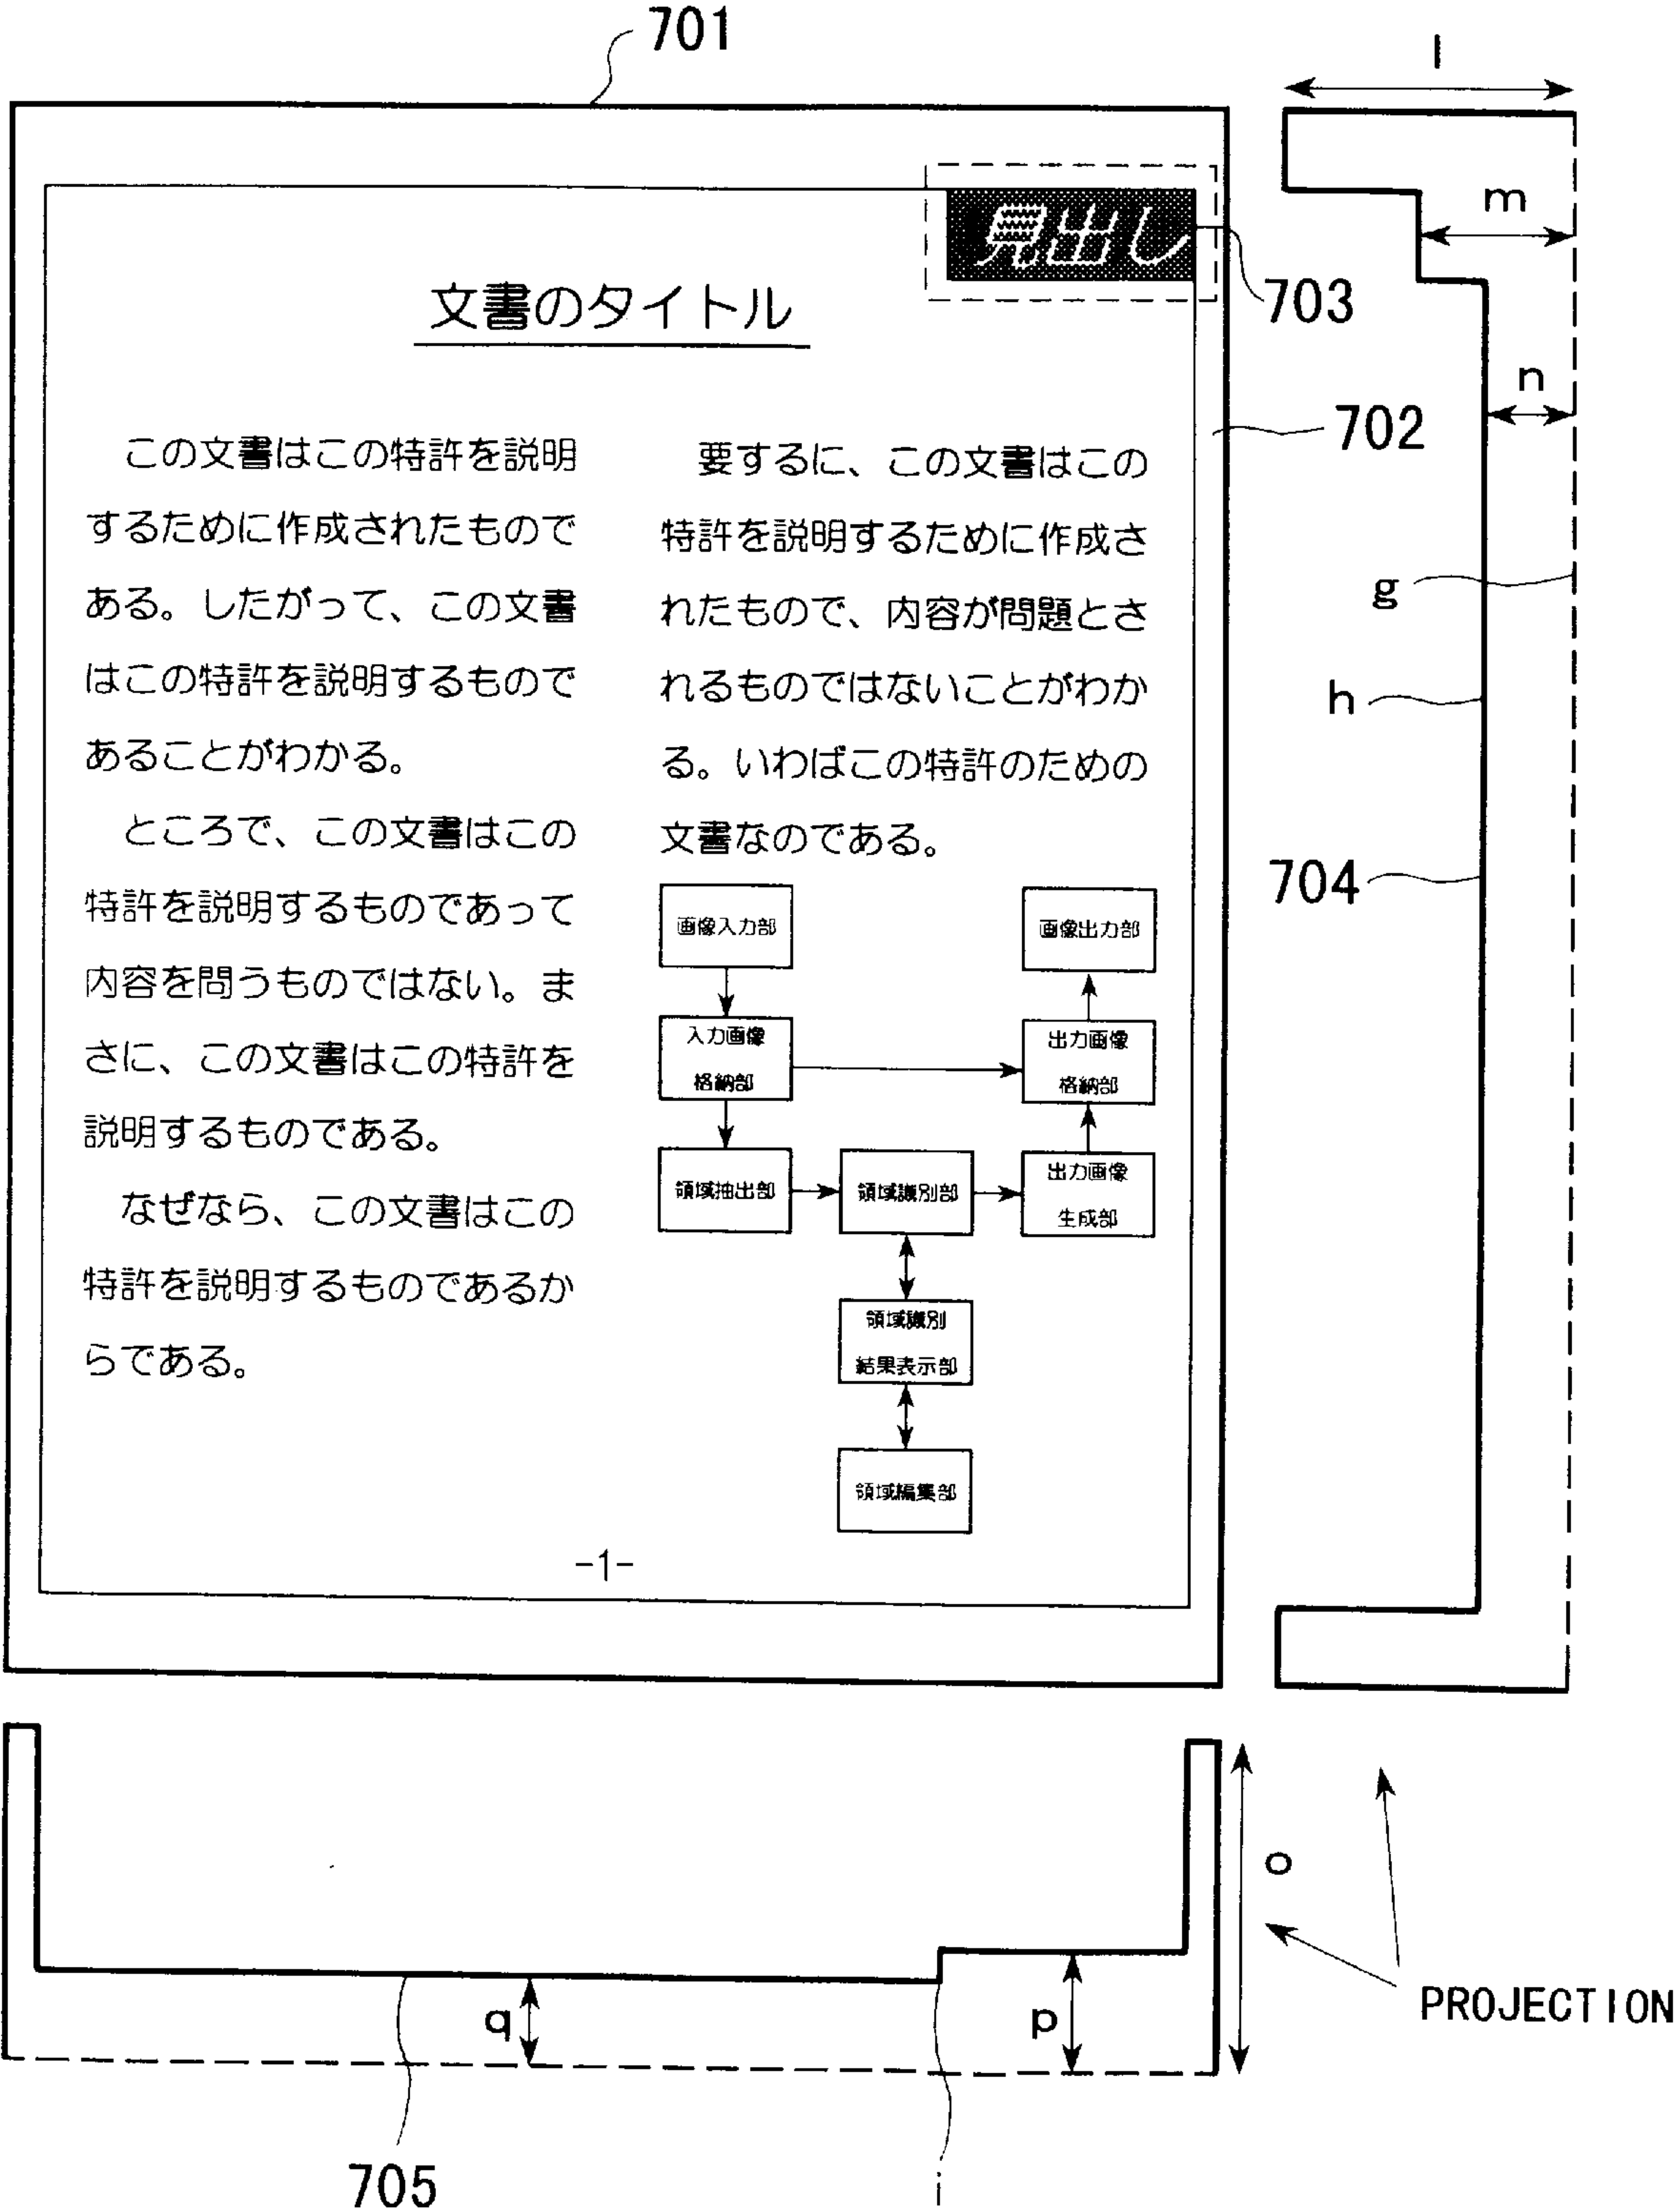 701
l
見出し
m
703
文書のタイトル
n
702
この文書はこの特許を説明
するために作成されたもので
ある。したがって、この文書
はこの特許を説明するもので
あることがわかる。
ところで、この文書はこの
特許を説明するものであって
内容を問うものではない。ま
さに、この文書はこの特許を
説明するものである。
なぜなら、この文書はこの
特許を説明するものであるか
らである。
要するに、この文書はこの
特許を説明するために作成さ
れたもので、内容が問題とさ
れるものではないことがわか
る。いわばこの特許のための
文書なのである。
g
h
704
画像入力部
画像出力部
入力画像
格納部
出力画像
格納部
領域抽出部
領域識別部
出力画像
生成部
領域識別
結果表示部
領域編集部
-1-
o
q
p
PROJECTION
705
i